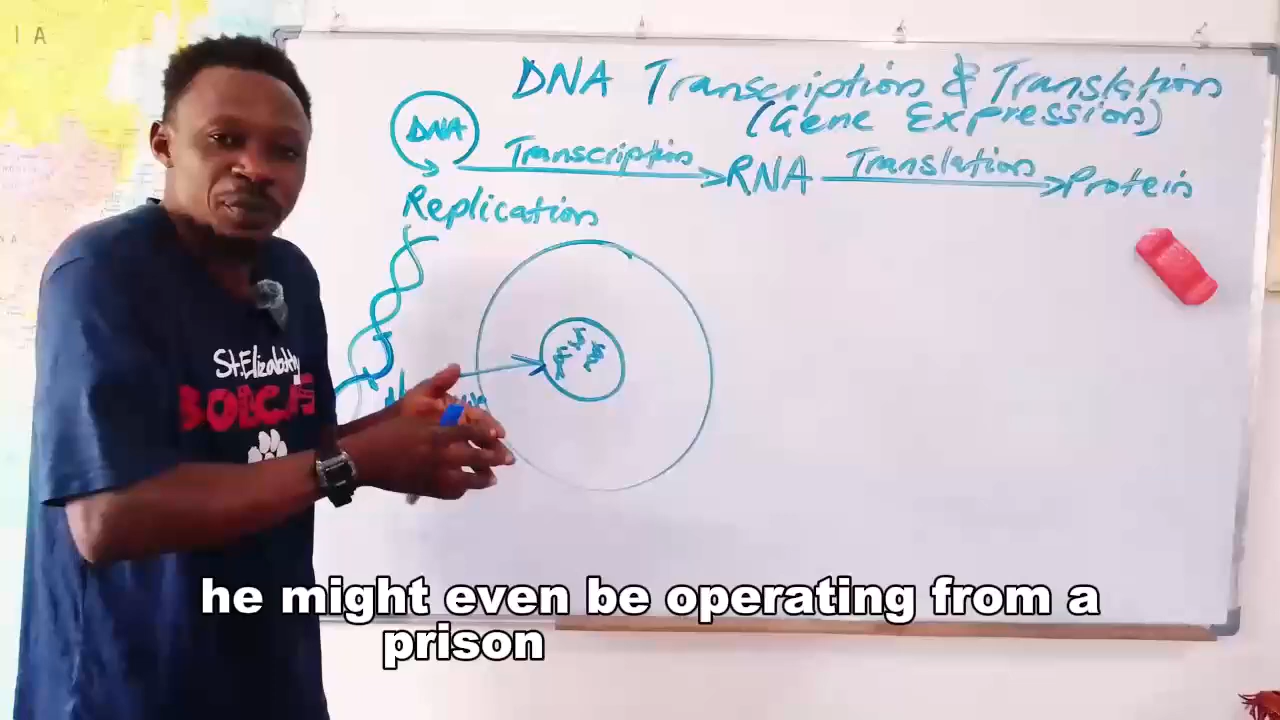 I A
DNA Transcription & Translation
(Gene Expression)
DNA
Transcription
RNA
Translation
Protein
Replication
St.Elizabeth
BOBCATS
he might even be operating from a
prison